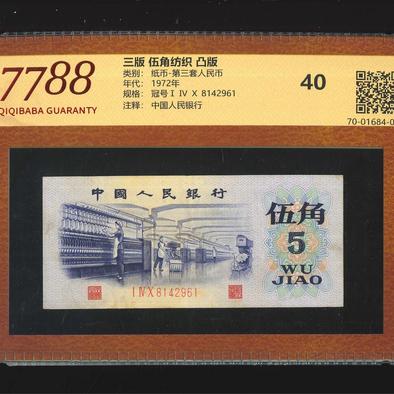 7788
QIQIBABA GUARANTY
三版 伍角纺织 凸版
类别: 纸币-第三套人民币
年代: 1972年
规格: 冠号 I IV X 8142961
注释: 中国人民银行
40
70-01684-0
中國人民銀行
伍角
5
WU
JIAO
I IV X 8142961